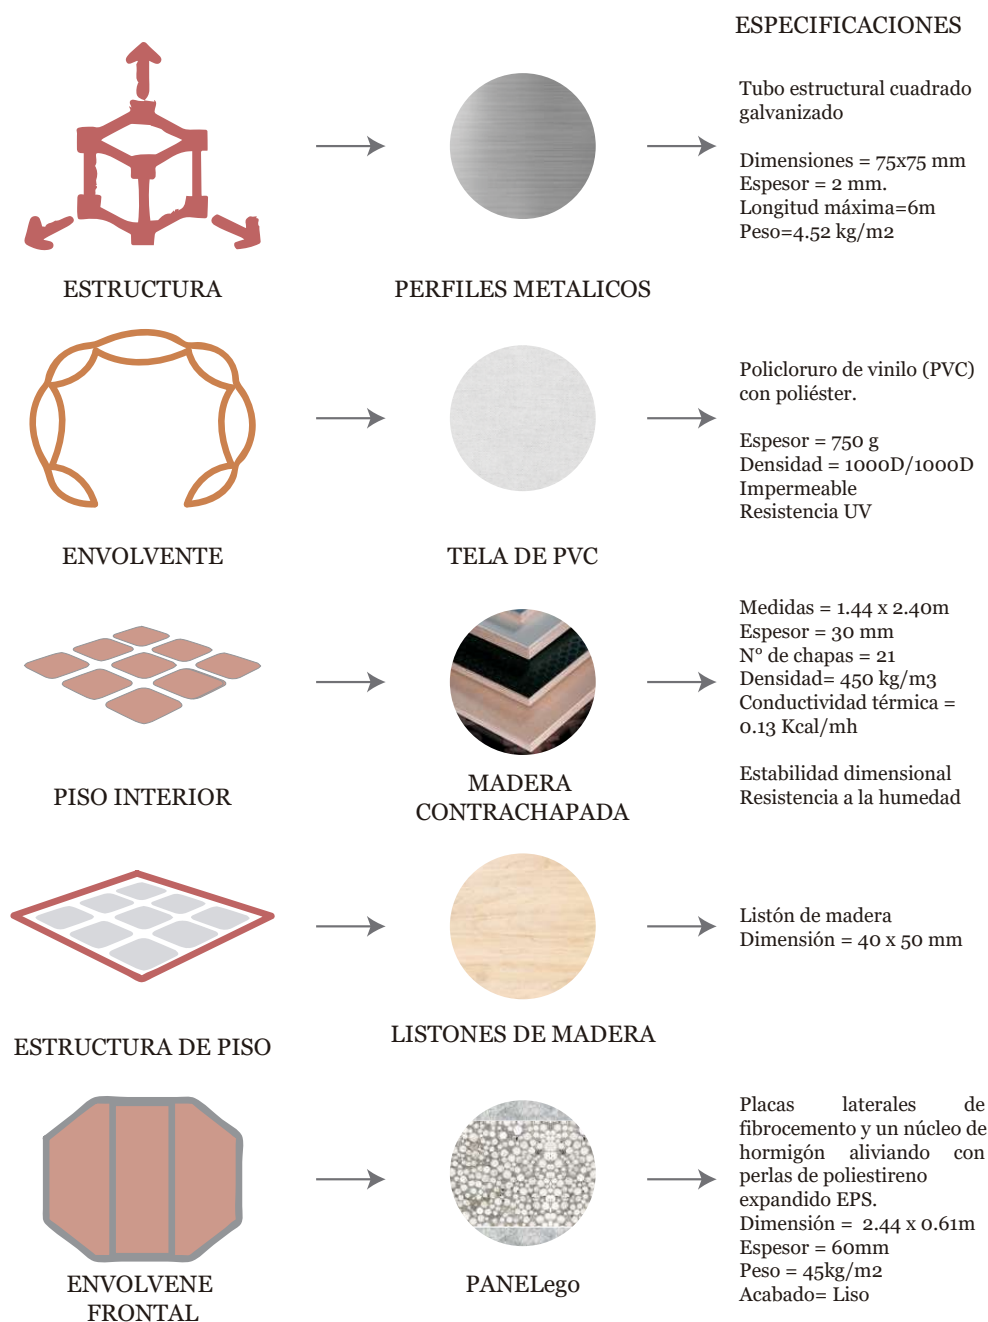 ESPECIFICACIONES
Tubo estructural cuadrado
galvanizado
Dimensiones = 75x75 mm
Espesor = 2 mm.
Longitud máxima=6m
Peso=4.52 kg/m2
ESTRUCTURA
PERFILES METALICOS
Policloruro de vinilo (PVC)
con poliéster.
Espesor = 750 g
Densidad = 1000D/1000D
Impermeable
Resistencia UV
ENVOLVENTE
TELA DE PVC
Medidas = 1.44 x 2.40m
Espesor = 30 mm
N° de chapas = 21
Densidad= 450 kg/m3
Conductividad térmica =
0.13 Kcal/mh
Estabilidad dimensional
Resistencia a la humedad
PISO INTERIOR
MADERA
CONTRACHAPADA
Listón de madera
Dimensión = 40 x 50 mm
ESTRUCTURA DE PISO
LISTONES DE MADERA
Placas laterales de
fibrocemento y un núcleo de
hormigón aliviando con
perlas de poliestireno
expandido EPS.
Dimensión = 2.44 x 0.61m
Espesor = 60mm
Peso = 45kg/m2
Acabado= Liso
ENVOLVENE
FRONTAL
PANELego